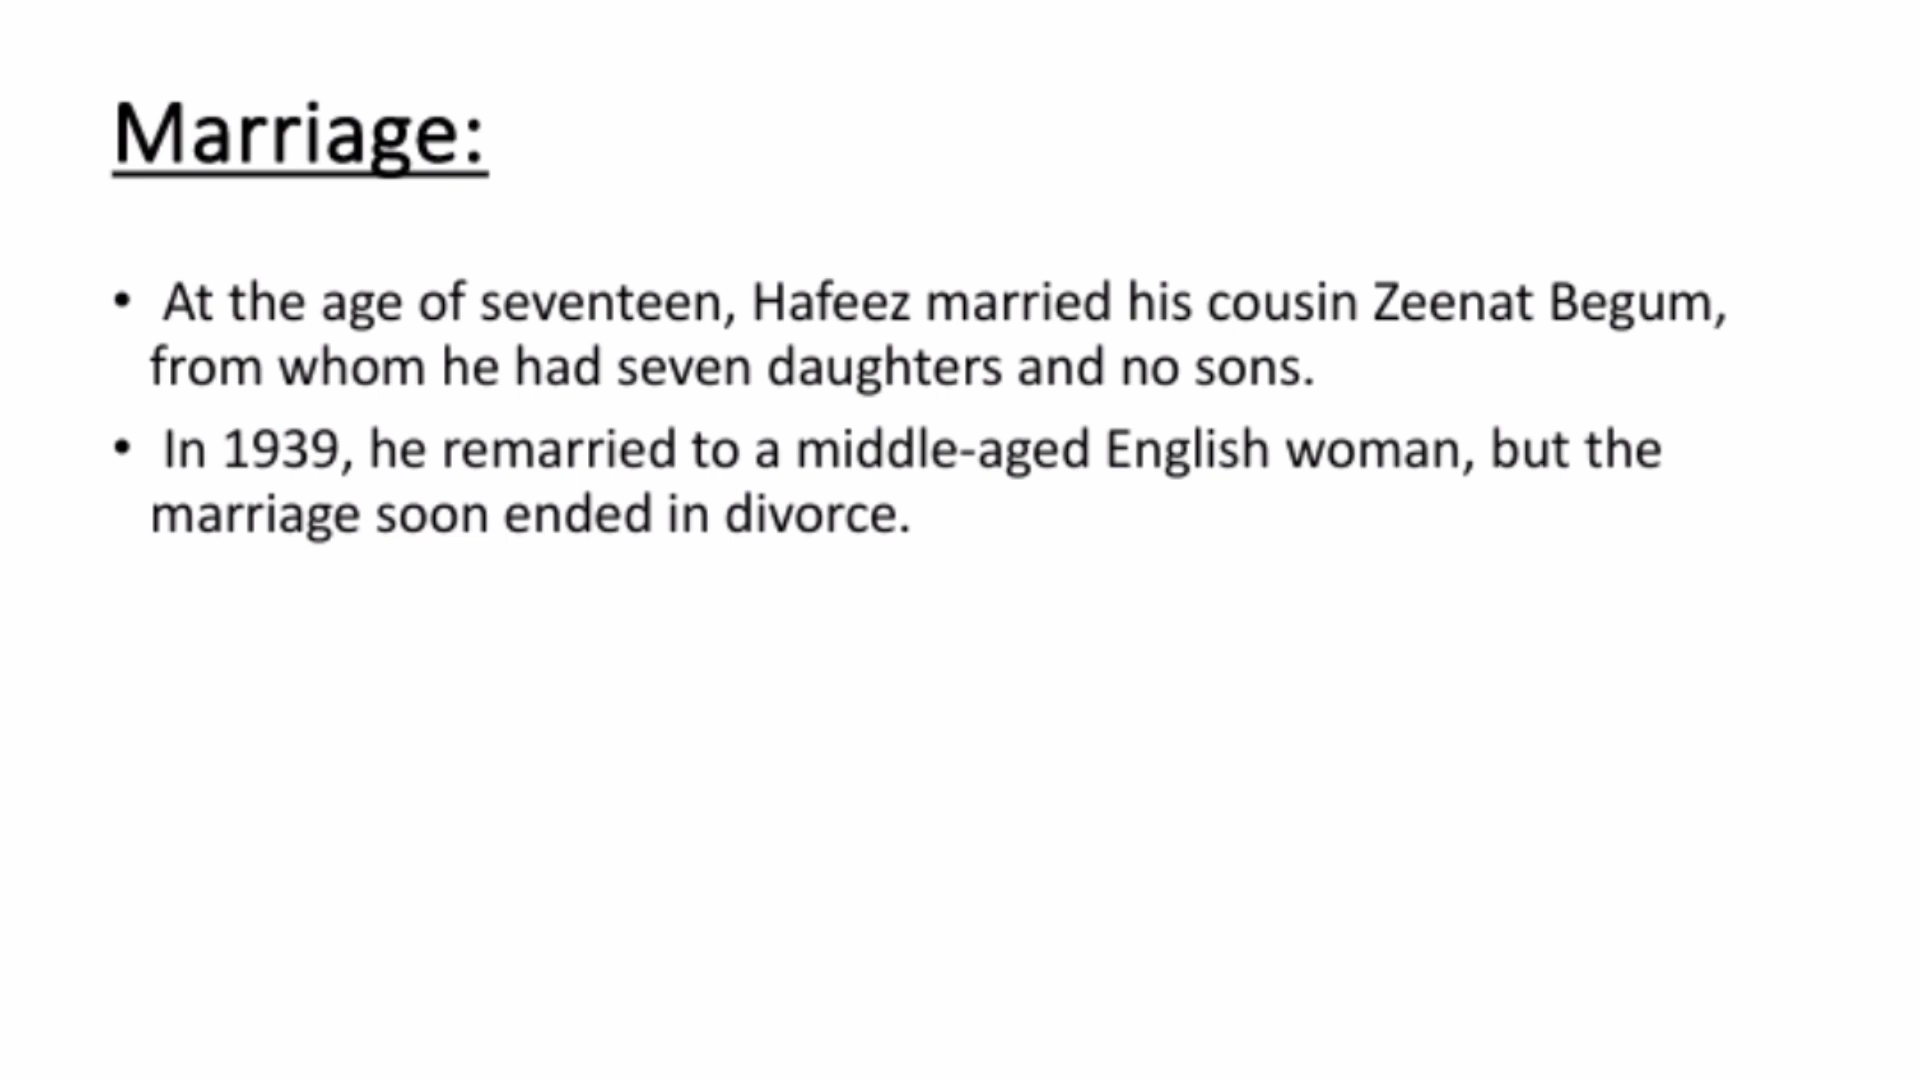 Marriage:
• At the age of seventeen, Hafeez married his cousin Zeenat Begum,
from whom he had seven daughters and no sons.
• In 1939, he remarried to a middle-aged English woman, but the
marriage soon ended in divorce.